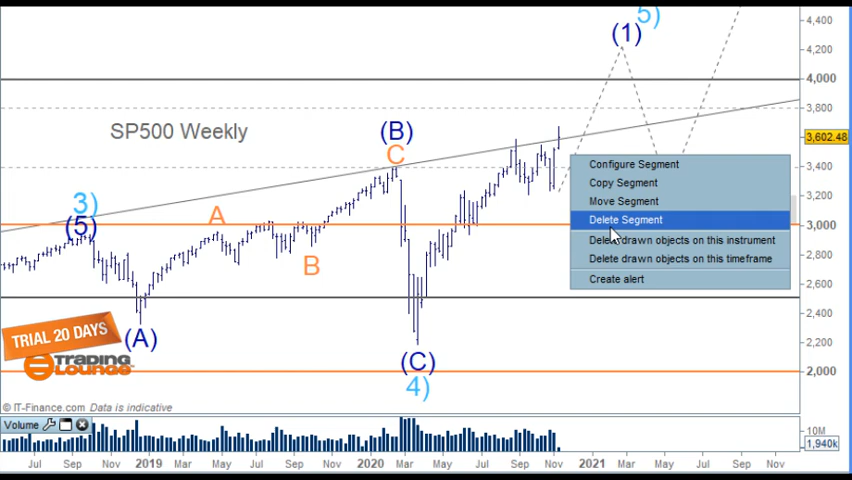 5)
4,400
(1)
4,200
4,000
3,800
SP500 Weekly
(B)
3,602.48
C
Configure Segment
3,400
Copy Segment
3)
Move Segment
3,200
A
Delete Segment
(5)
3,000
Delete drawn objects on this instrument
B
Delete drawn objects on this timeframe
2,800
Create alert
2,600
2,400
TRIAL 20 DAYS
(A)
2,200
TRADING
LOUNGE
(C)
2,000
4)
© IT-Finance.com Data is indicative
Volume
10M
1,940k
Jul Sep Nov 2019 Mar May Jul Sep Nov 2020 Mar May Jul Sep Nov 2021 Mar May Jul Sep Nov